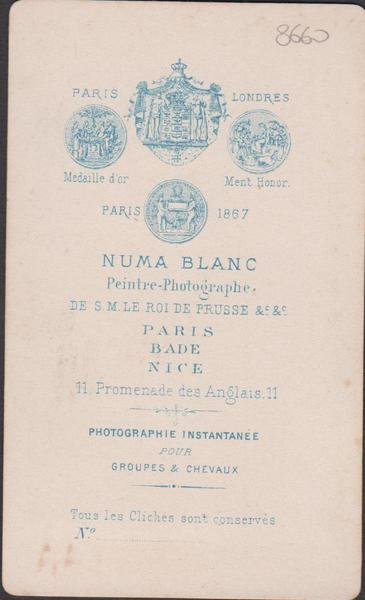 8660
PARIS LONDRES
Medaille d'or Ment Honor.
PARIS 1867
NUMA BLANC
Peintre-Photographe
DE S.M. LE ROI DE PRUSSE &c &c
PARIS
BADE
NICE
11, Promenade des Anglais, 11
PHOTOGRAPHIE INSTANTANÉE
POUR
GROUPES & CHEVAUX
Tous les Cliches sont conservés
No